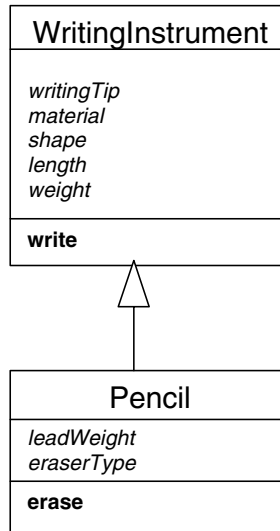 WritingInstrument
writingTip
material
shape
length
weight
write
Pencil
leadWeight
eraserType
erase